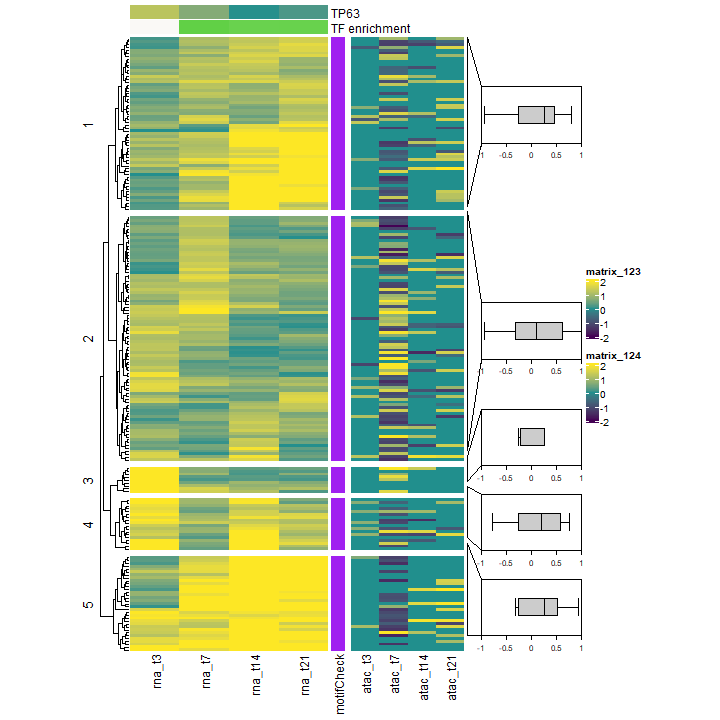 TP63
TF enrichment
1
2
3
4
5
-1 -0.5 0 0.5 1
-1 -0.5 0 0.5 1
-1 -0.5 0 0.5 1
-1 -0.5 0 0.5 1
-1 -0.5 0 0.5 1
matrix_123
2
1
0
-1
-2
matrix_124
2
1
0
-1
-2
rna_t3
rna_t7
rna_t14
rna_t21
motifCheck
atac_t3
atac_t7
atac_t14
atac_t21